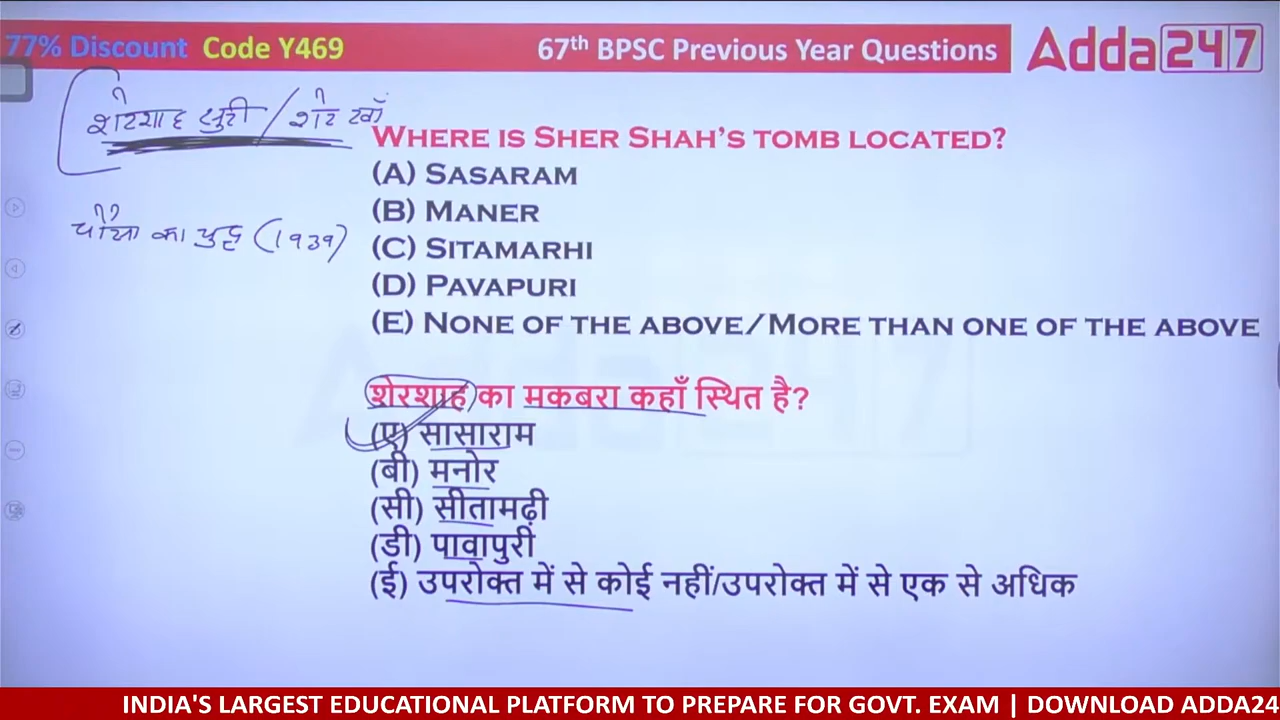 77% Discount Code Y469
67th BPSC Previous Year Questions
Adda247
शेरशाह सुरी / शेर खाँ
WHERE IS SHER SHAH'S TOMB LOCATED?
(A) SASARAM
(B) MANER
चौसा का युद्ध (1939)
(C) SITAMARHI
(D) PAVAPURI
(E) NONE OF THE ABOVE/MORE THAN ONE OF THE ABOVE
शेरशाह का मकबरा कहाँ स्थित है?
(ए) सासाराम
(बी) मनोर
(सी) सीतामढ़ी
(डी) पावापुरी
(ई) उपरोक्त में से कोई नहीं/उपरोक्त में से एक से अधिक
INDIA'S LARGEST EDUCATIONAL PLATFORM TO PREPARE FOR GOVT. EXAM | DOWNLOAD ADDA24